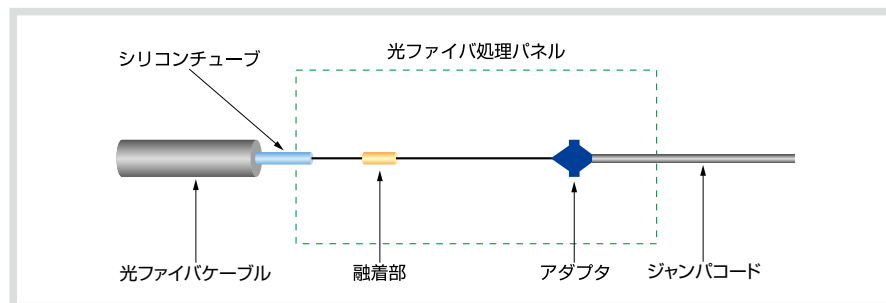 光ファイバ処理パネル
シリコンチューブ
光ファイバケーブル
融着部
アダプタ
ジャンパコード